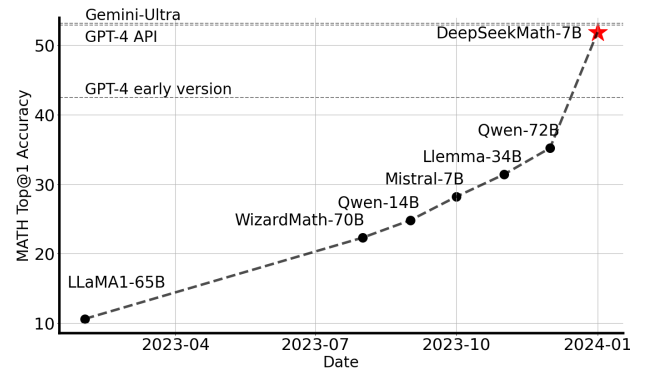 Gemini-Ultra
GPT-4 API
DeepSeekMath-7B
GPT-4 early version
Qwen-72B
Llemma-34B
Mistral-7B
Qwen-14B
WizardMath-70B
LLaMA1-65B
MATH Top@1 Accuracy
50
40
30
20
10
2023-04 2023-07 2023-10 2024-01
Date